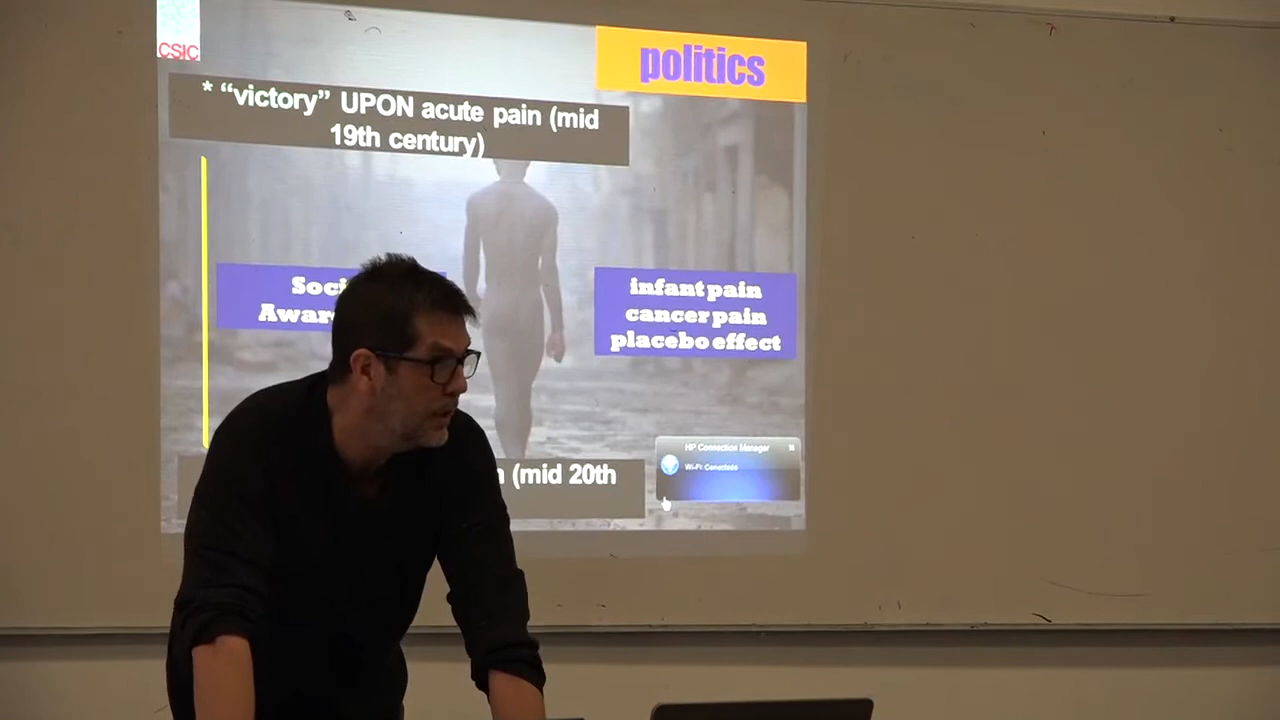 CSIC
politics
* “victory” UPON acute pain (mid
19th century)
infant pain
cancer pain
placebo effect
HP Connection Manager
Wi-Fi: Conectado
(mid 20th